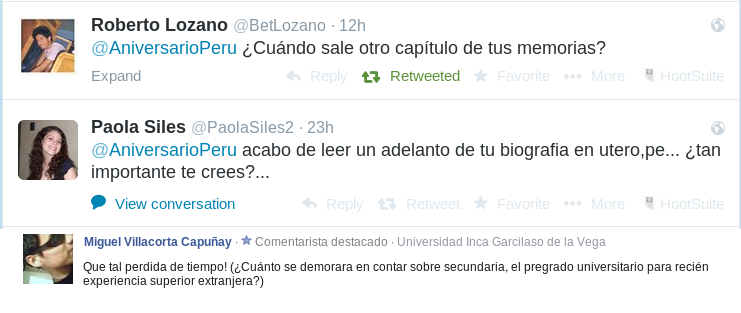 Roberto Lozano @BetLozano · 12h
@AniversarioPeru ¿Cuándo sale otro capítulo de tus memorias?
Expand Reply Retweeted Favorite More HootSuite
Paola Siles @PaolaSiles2 · 23h
@AniversarioPeru acabo de leer un adelanto de tu biografia en utero,pe... ¿tan
importante te crees?...
View conversation Reply Retweet Favorite More HootSuite
Miguel Villacorta Capuñay · Comentarista destacado · Universidad Inca Garcilaso de la Vega
Que tal perdida de tiempo! (¿Cuánto se demorara en contar sobre secundaria, el pregrado universitario para recién
experiencia superior extranjera?)